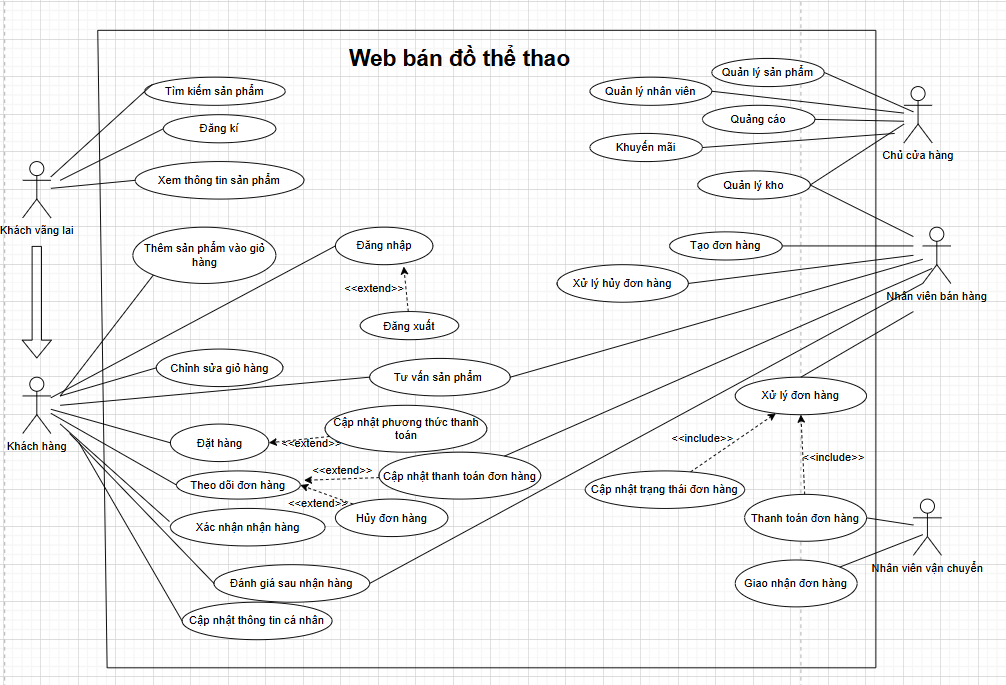 Web bán đồ thể thao
Tìm kiếm sản phẩm
Đăng kí
Xem thông tin sản phẩm
Khách vãng lai
Quản lý sản phẩm
Quản lý nhân viên
Quảng cáo
Khuyến mãi
Chủ cửa hàng
Quản lý kho
Thêm sản phẩm vào giỏ
hàng
Đăng nhập
<<extend>>
Đăng xuất
Tạo đơn hàng
Xử lý hủy đơn hàng
Nhân viên bán hàng
Chỉnh sửa giỏ hàng
Tư vấn sản phẩm
Khách hàng
Đặt hàng
<<extend>>
Cập nhật phương thức thanh
toán
Theo dõi đơn hàng
<<extend>>
Cập nhật thanh toán đơn hàng
<<extend>>
Hủy đơn hàng
Xác nhận nhận hàng
Đánh giá sau nhận hàng
Cập nhật thông tin cá nhân
Xử lý đơn hàng
<<include>>
<<include>>
Cập nhật trạng thái đơn hàng
Thanh toán đơn hàng
Giao nhận đơn hàng
Nhân viên vận chuyển